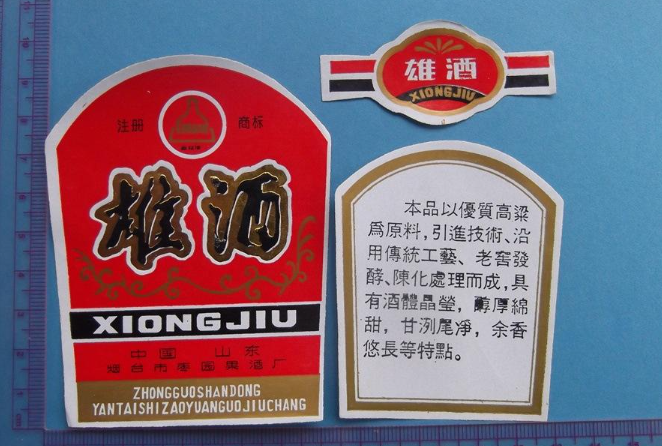 注册 商标
雄酒
XIONGJIU
中国 山东
烟台市枣园果酒厂
ZHONGGUOSHANDONG
YANTAISHIZAOYUANGUOJIUCHANG
雄酒
XIONGJIU
本品以優質高粱
爲原料,引進技術、沿
用傳統工藝、老窖發
酵、陳化處理而成,具
有酒體晶瑩,醇厚綿
甜,甘洌尾凈,余香
悠長等特點。